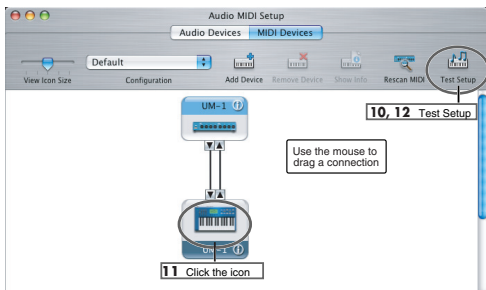 Audio MIDI Setup
Audio Devices MIDI Devices
Default
View Icon Size Configuration Add Device Remove Device Show Info Rescan MIDI Test Setup
10, 12 Test Setup
UM-1
Use the mouse to
drag a connection
UM-1
11 Click the icon